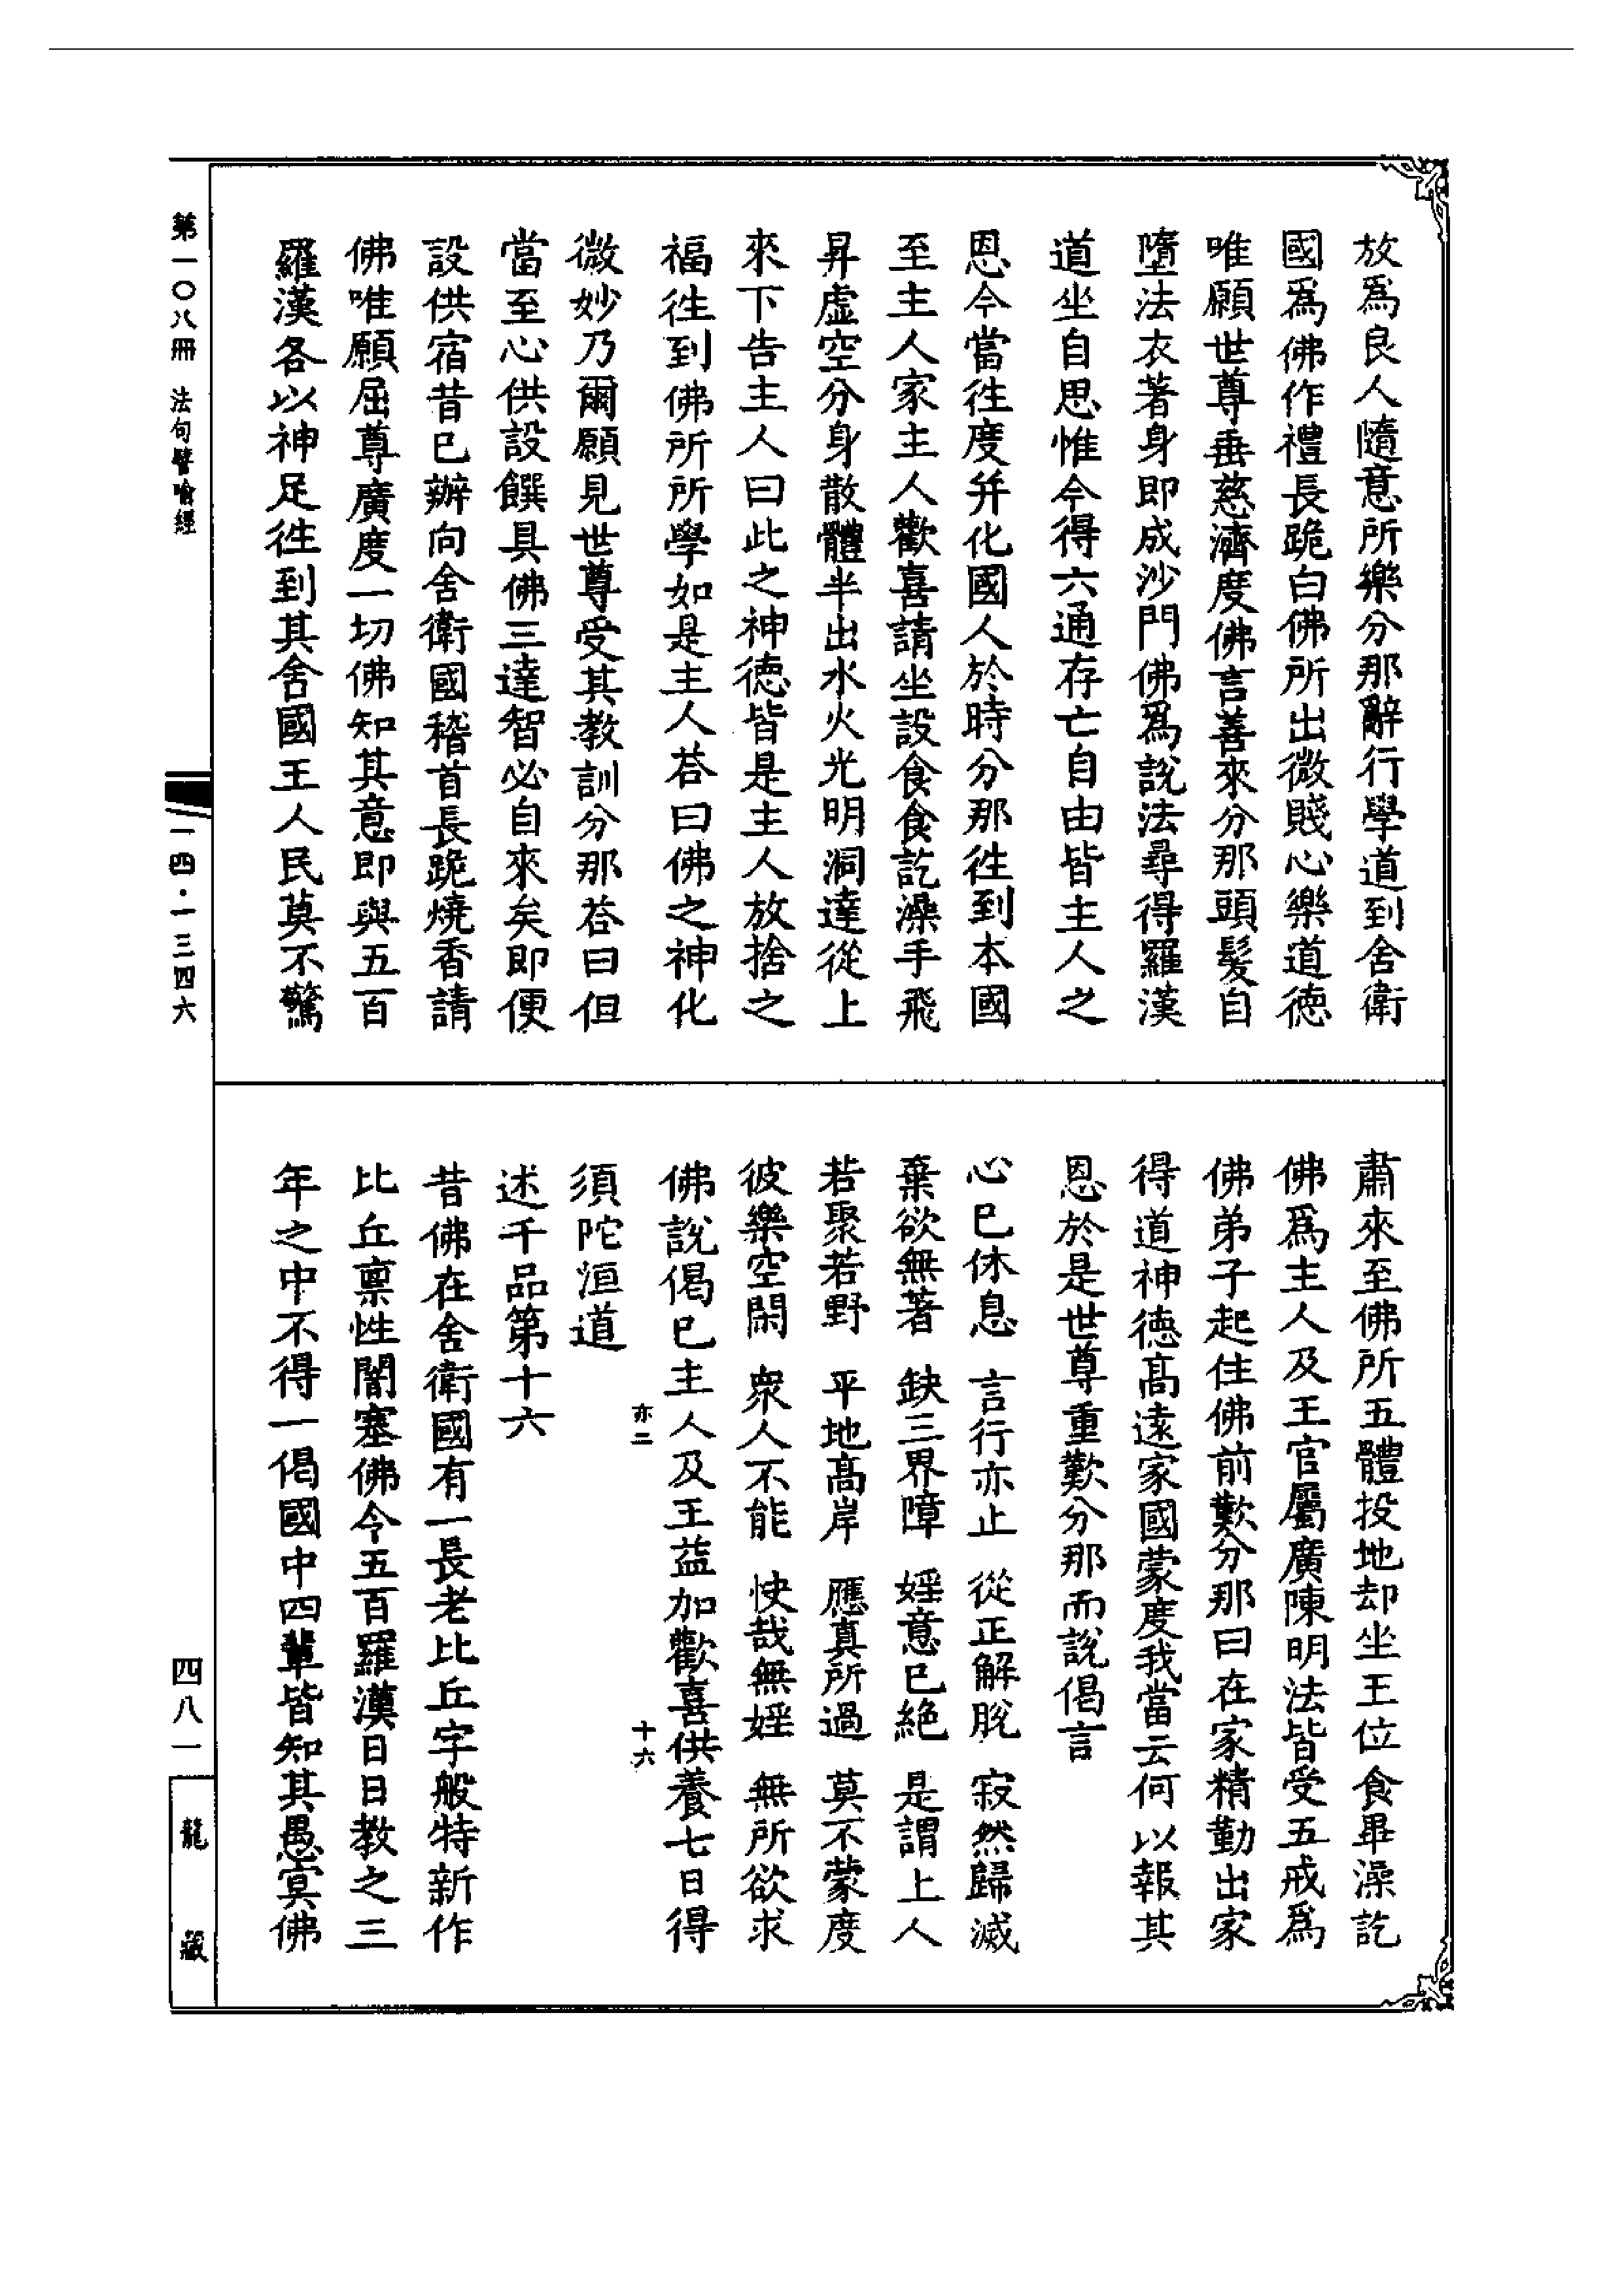 放爲良人隨意所樂分那辭行學道到舍衛
國爲佛作禮長跪白佛所出微賤心樂道德
唯願世尊垂慈濟度佛言善來分那頭髮自
墮法衣著身即成沙門佛爲說法尋得羅漢
道坐自思惟今得六通存亡自由皆主人之
恩今當往度并化國人於時分那往到本國
至主人家主人歡喜請坐設食食訖澡手飛
昇虛空分身散體半出水火光明洞達從上
來下告主人曰此之神德皆是主人放捨之
福往到佛所所學如是主人荅曰佛之神化
微妙乃爾願見世尊受其教訓分那荅曰但
當至心供設饌具佛三達智必自來矣即便
設供宿昔已辦向舍衛國稽首長跪燒香請
佛唯願屈尊廣度一切佛知其意即與五百
羅漢各以神足往到其舍國王人民莫不驚
肅來至佛所五體投地却坐王位食畢澡訖
佛爲主人及王官屬廣陳明法皆受五戒爲
佛弟子起住佛前歎分那曰在家精勤出家
得道神德髙遠家國蒙度我當云何以報其
恩於是世尊重歎分那而說偈言
心已休息 言行亦止 從正解脫 寂然歸滅
棄欲無著 缺三界障 婬意已絕 是謂上人
若聚若野 平地髙岸 應真所過 莫不蒙度
彼樂空閑 衆人不能 快哉無婬 無所欲求
佛說偈已主人及王益加歡喜供養七日得
亦二 十六
須陀洹道
述千品第十六
昔佛在舍衛國有一長老比丘字般特新作
比丘禀性闇塞佛令五百羅漢日日教之三
年之中不得一偈國中四輩皆知其愚冥佛
第一〇八冊 法句譬喻經
一四·一三四六
四八一
龍藏